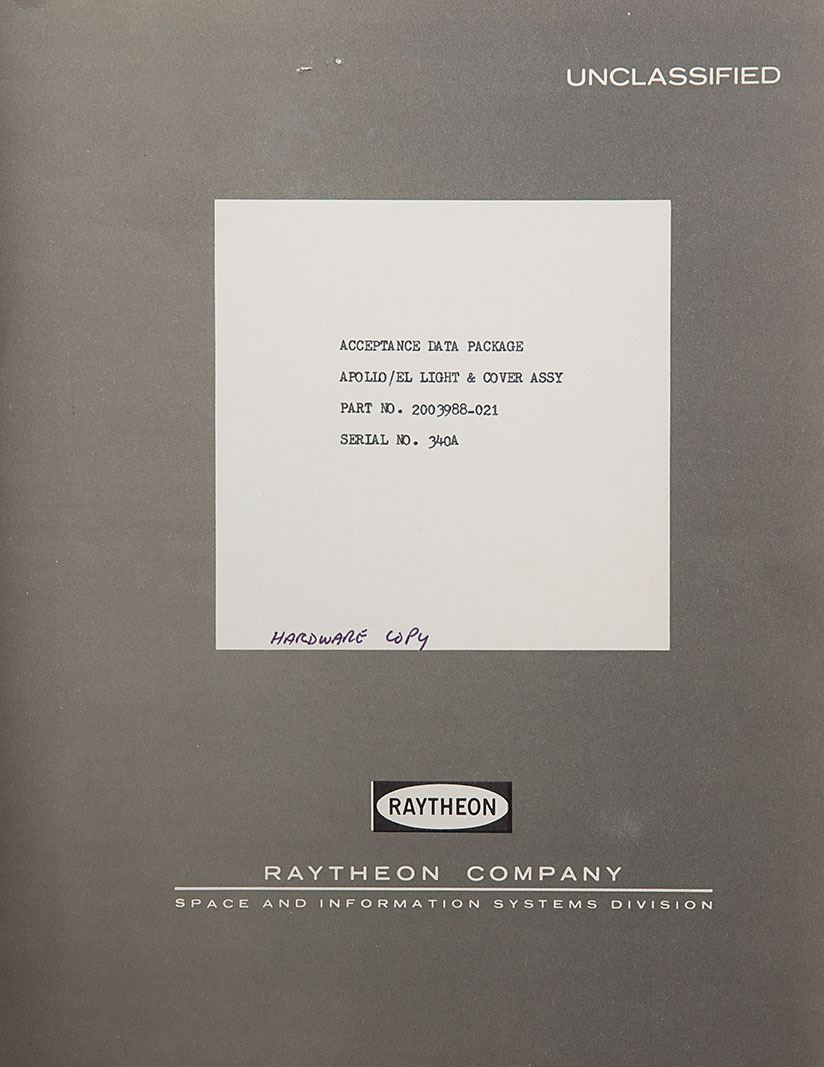 UNCLASSIFIED
ACCEPTANCE DATA PACKAGE
APOLLO/EL LIGHT & COVER ASSY
PART NO. 2003988-021
SERIAL NO. 340A
HARDWARE COPY
RAYTHEON
RAYTHEON COMPANY
SPACE AND INFORMATION SYSTEMS DIVISION